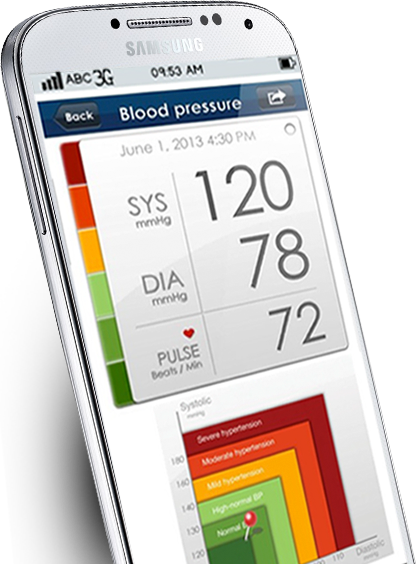 SAMSUNG
ABC 3G
09:53 AM
Back
Blood pressure
June 1, 2013 4:30 PM
SYS
mmHg
120
DIA
mmHg
78
PULSE
Beats / Min
72
Systolic
Severe hypertension
180
Moderate hypertension
160
Mild hypertension
140
High-normal BP
130
Normal
120
110
Diastolic